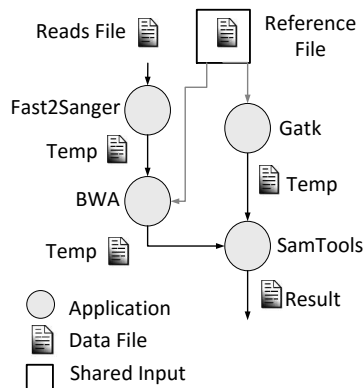 Reads File
Reference
File
Fast2Sanger
Gatk
Temp
Temp
BWA
Temp
SamTools
Result
Application
Data File
Shared Input